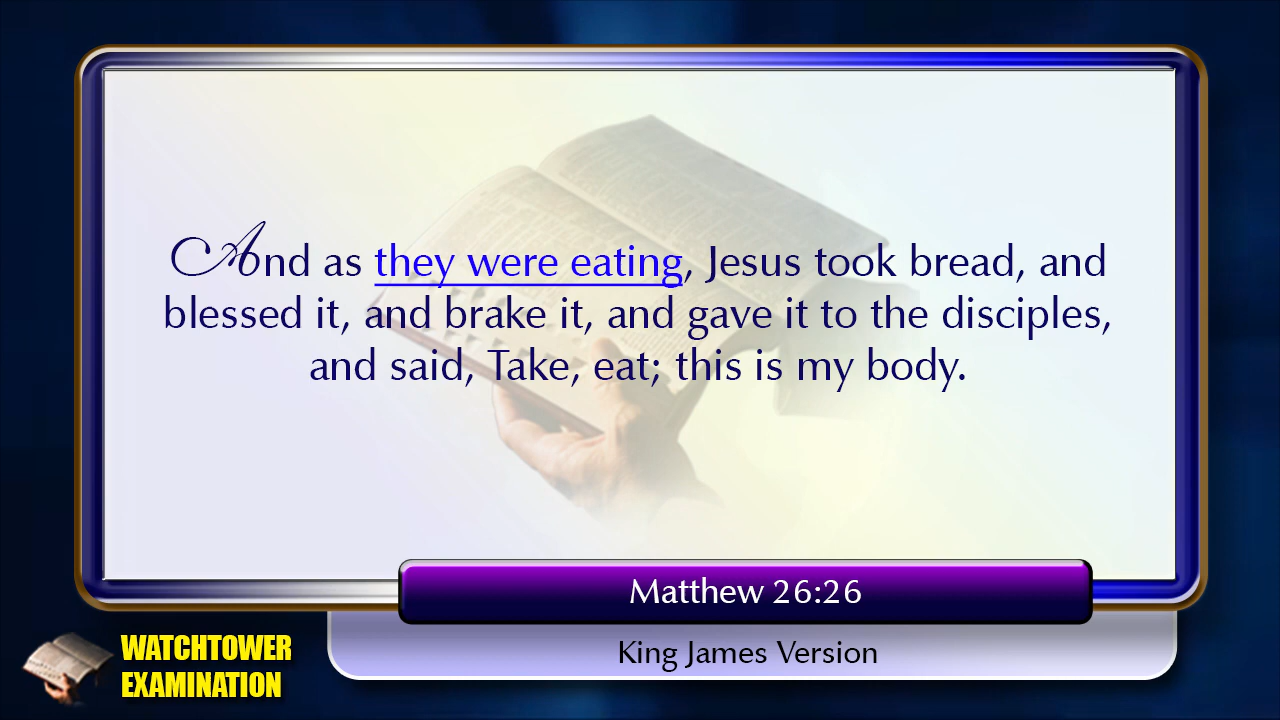 And as they were eating, Jesus took bread, and
blessed it, and brake it, and gave it to the disciples,
and said, Take, eat; this is my body.
Matthew 26:26
King James Version
WATCHTOWER
EXAMINATION